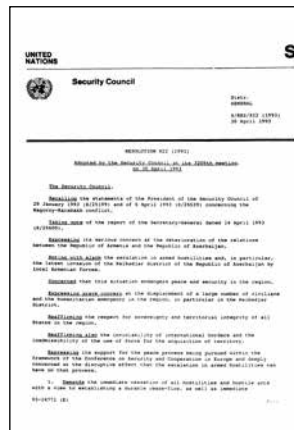 UNITED
NATIONS
S
Security Council
Distr.
GENERAL
S/RES/822 (1993)
30 April 1993
RESOLUTION 822 (1993)
Adopted by the Security Council at its 3205th meeting
on 30 April 1993
The Security Council,
Recalling the statements of the President of the Security Council of
29 January 1993 (S/25199) and of 6 April 1993 (S/25539) concerning the
Nagorny-Karabakh conflict,
Taking note of the report of the Secretary-General dated 14 April 1993
(S/25600),
Expressing its serious concern at the deterioration of the relations
between the Republic of Armenia and the Republic of Azerbaijan,
Noting with alarm the escalation in armed hostilities and, in particular,
the latest invasion of the Kelbadjar district of the Republic of Azerbaijan by
local Armenian forces,
Concerned that this situation endangers peace and security in the region,
Expressing grave concern at the displacement of a large number of civilians
and the humanitarian emergency in the region, in particular in the Kelbadjar
district,
Reaffirming the respect for sovereignty and territorial integrity of all
States in the region,
Reaffirming also the inviolability of international borders and the
inadmissibility of the use of force for the acquisition of territory,
Expressing its support for the peace process being pursued within the
framework of the Conference on Security and Cooperation in Europe and deeply
concerned at the disruptive effect that the escalation in armed hostilities can
have on that process,
1. Demands the immediate cessation of all hostilities and hostile acts
with a view to establishing a durable cease-fire, as well as immediate